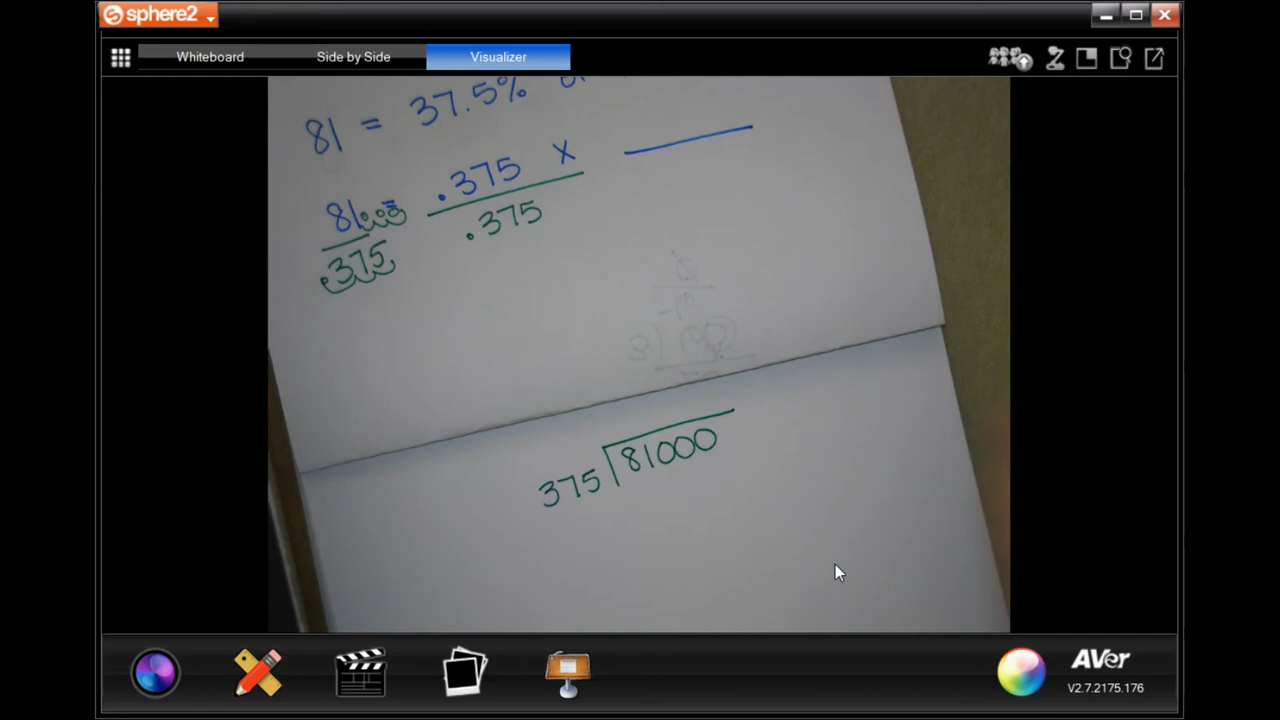 sphere2
Whiteboard Side by Side Visualizer
81 = 37.5%
81 = .375 x
.375 .375
375 81000
AVer
V2.7.2175.176